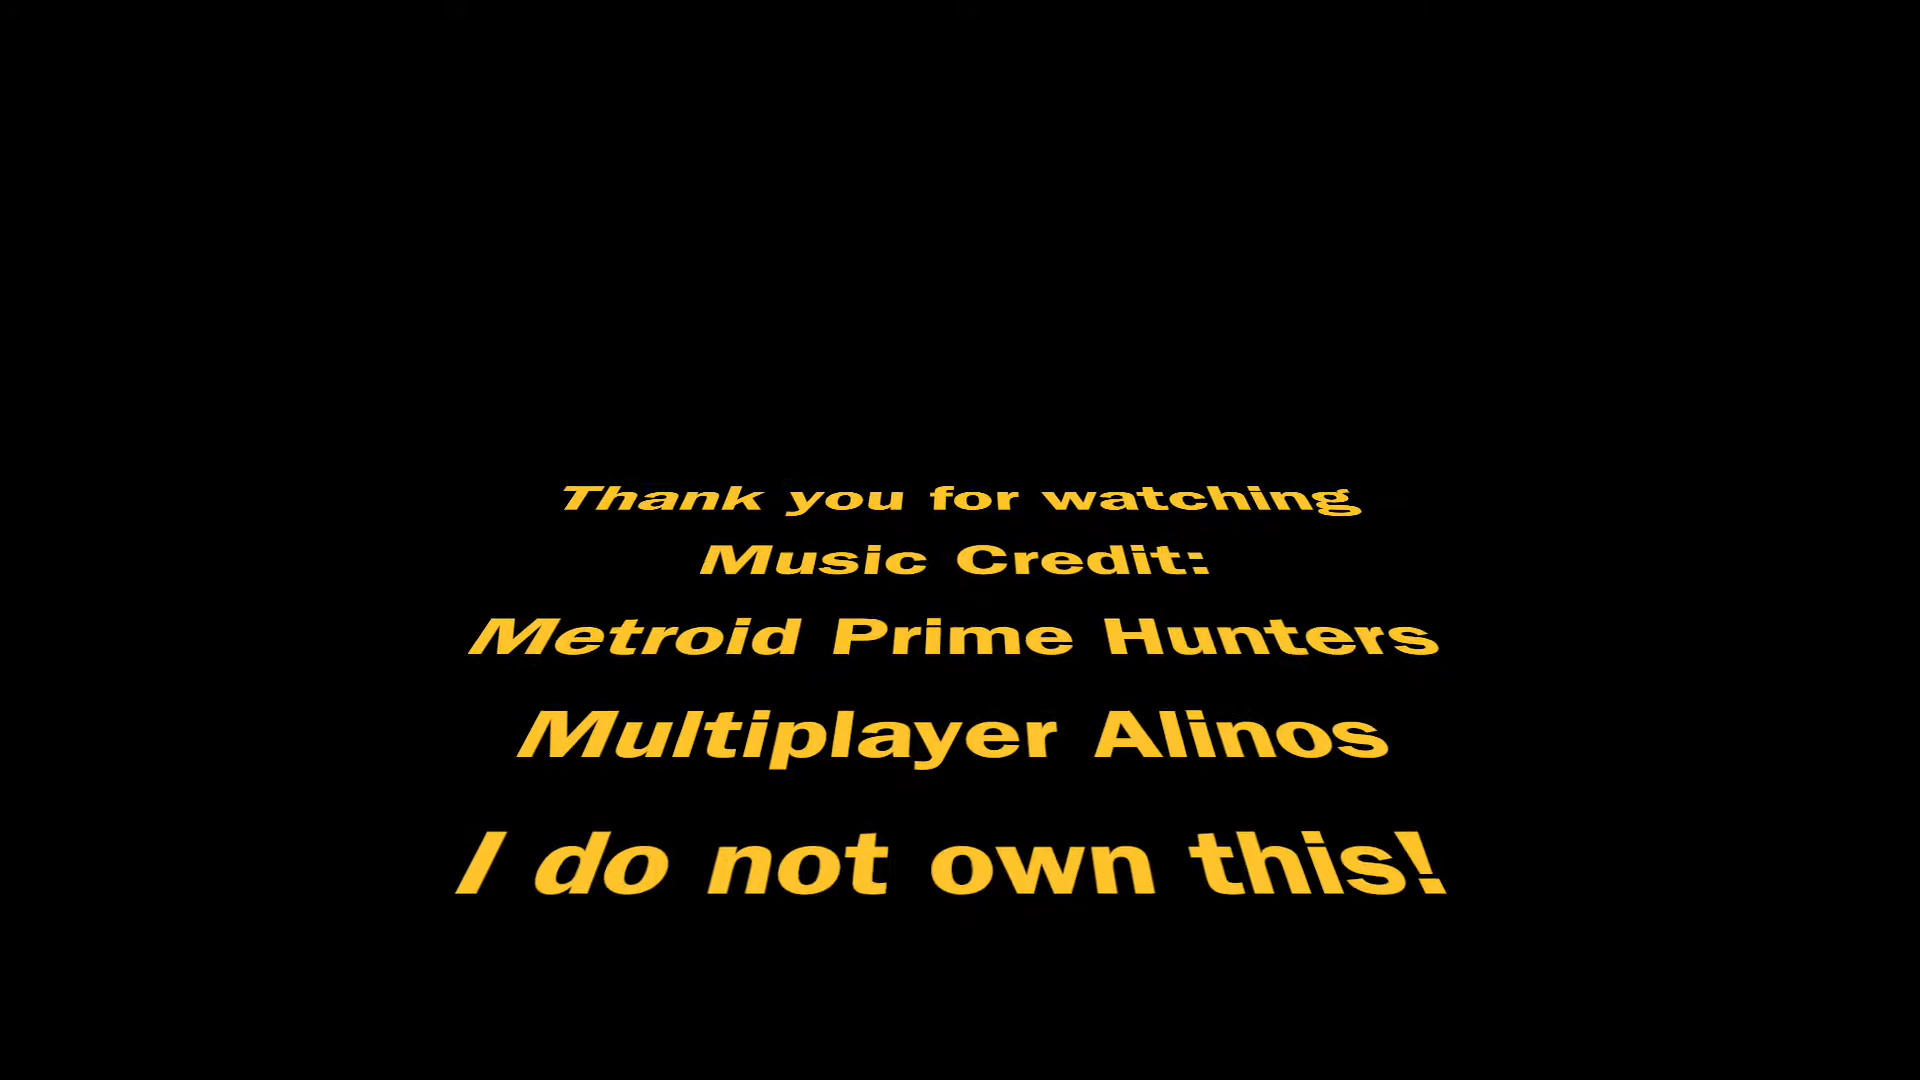 Thank you for watching
Music Credit:
Metroid Prime Hunters
Multiplayer Alinos
I do not own this!